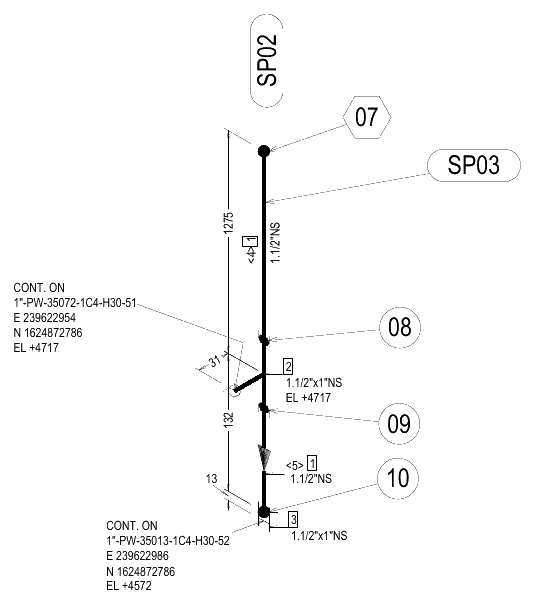 SP02
07
SP03
1275
<4> 1
1.1/2"NS
CONT. ON
1"-PW-35072-1C4-H30-51
E 239622954
N 1624872786
EL +4717
08
31
2
1.1/2"x1"NS
EL +4717
132
09
<5> 1
1.1/2"NS
10
13
3
1.1/2"x1"NS
CONT. ON
1"-PW-35013-1C4-H30-52
E 239622986
N 1624872786
EL +4572